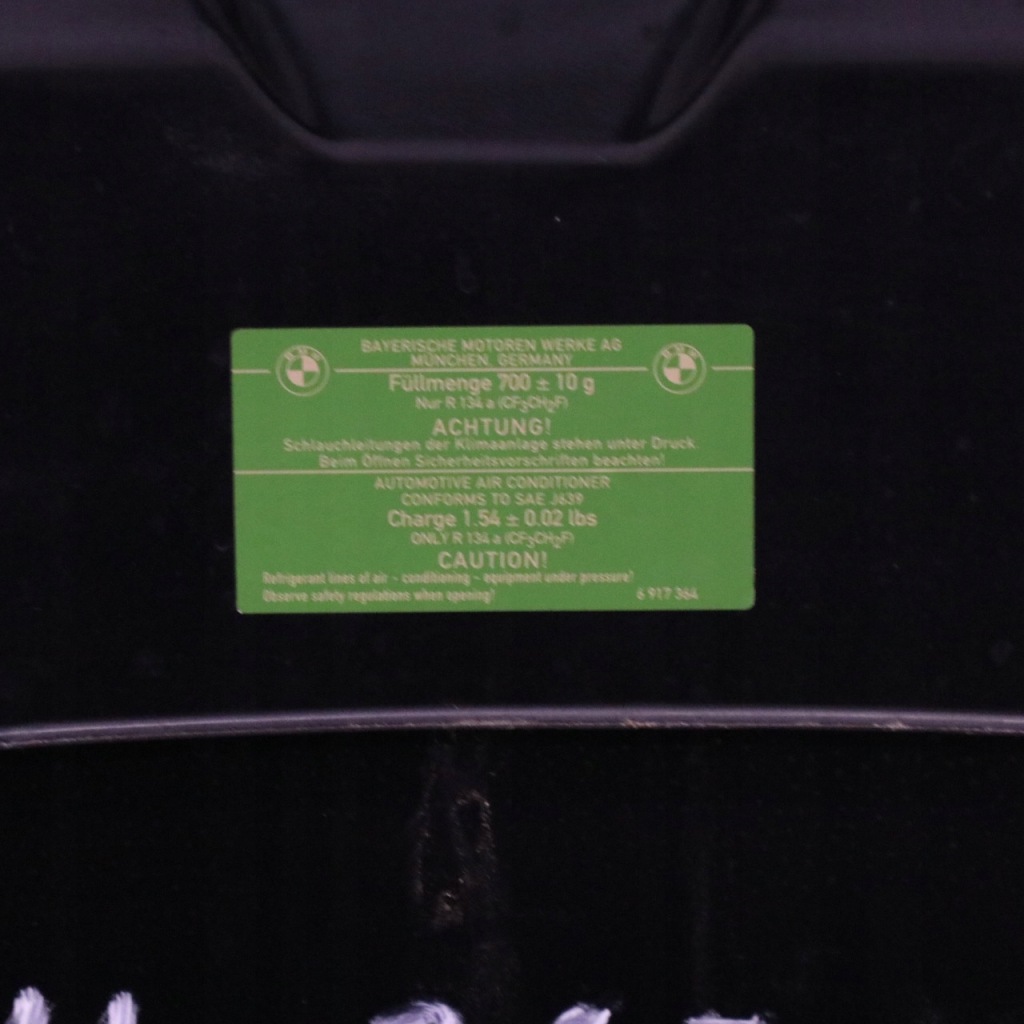 BAYERISCHE MOTOREN WERKE AG
MÜNCHEN, GERMANY
Füllmenge 700 ± 10 g
Nur R 134 a (CF₃CH₂F)
ACHTUNG!
Schlauchleitungen der Klimaanlage stehen unter Druck
Beim Öffnen Sicherheitsvorschriften beachten!
AUTOMOTIVE AIR CONDITIONER
CONFORMS TO SAE J639
Charge 1.54 ± 0.02 lbs
ONLY R 134 a (CF₃CH₂F)
CAUTION!
Refrigerant lines of air - conditioning - equipment under pressure!
Observe safety regulations when opening!
6 917 364